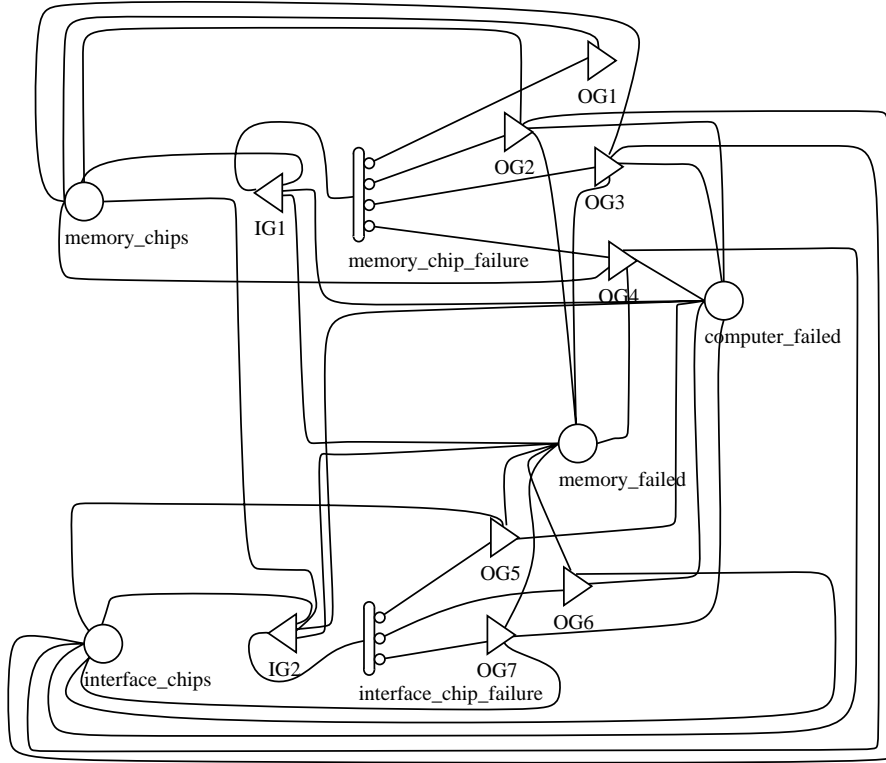 OG1
OG2
OG3
memory_chips
IG1
memory_chip_failure
OG4
computer_failed
memory_failed
OG5
OG6
interface_chips
IG2
OG7
interface_chip_failure